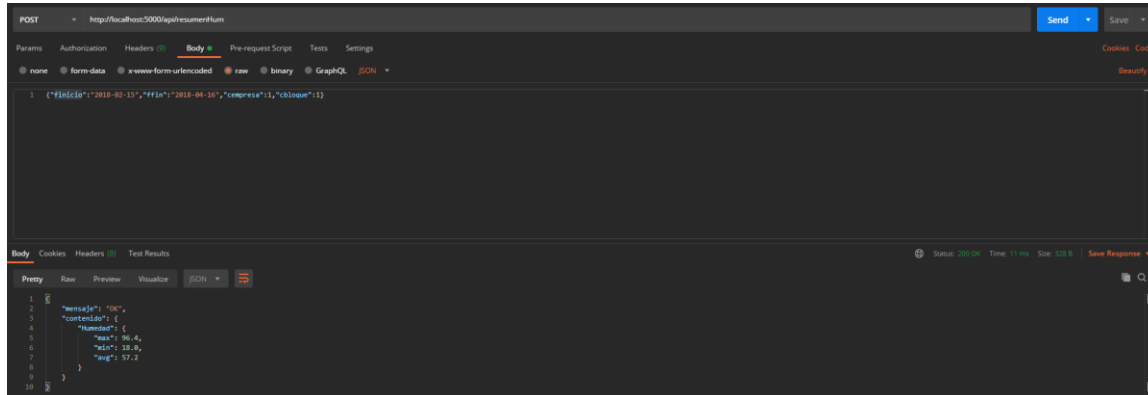 POST http://localhost:5000/api/resumenHum Send Save
Params Authorization Headers (9) Body Pre-request Script Tests Settings Cookies Cod
none form-data x-www-form-urlencoded raw binary GraphQL JSON Beautify
1 {"finicio":"2018-02-15","ffin":"2018-04-16","cempresa":1,"cbloque":1}
Body Cookies Headers (8) Test Results Status: 200 OK Time: 11 ms Size: 328 B Save Response
Pretty Raw Preview Visualize JSON
1 {
2 "mensaje": "OK",
3 "contenido": {
4 "Humedad": {
5 "max": 96.4,
6 "min": 18.0,
7 "avg": 57.2
8 }
9 }
10 }